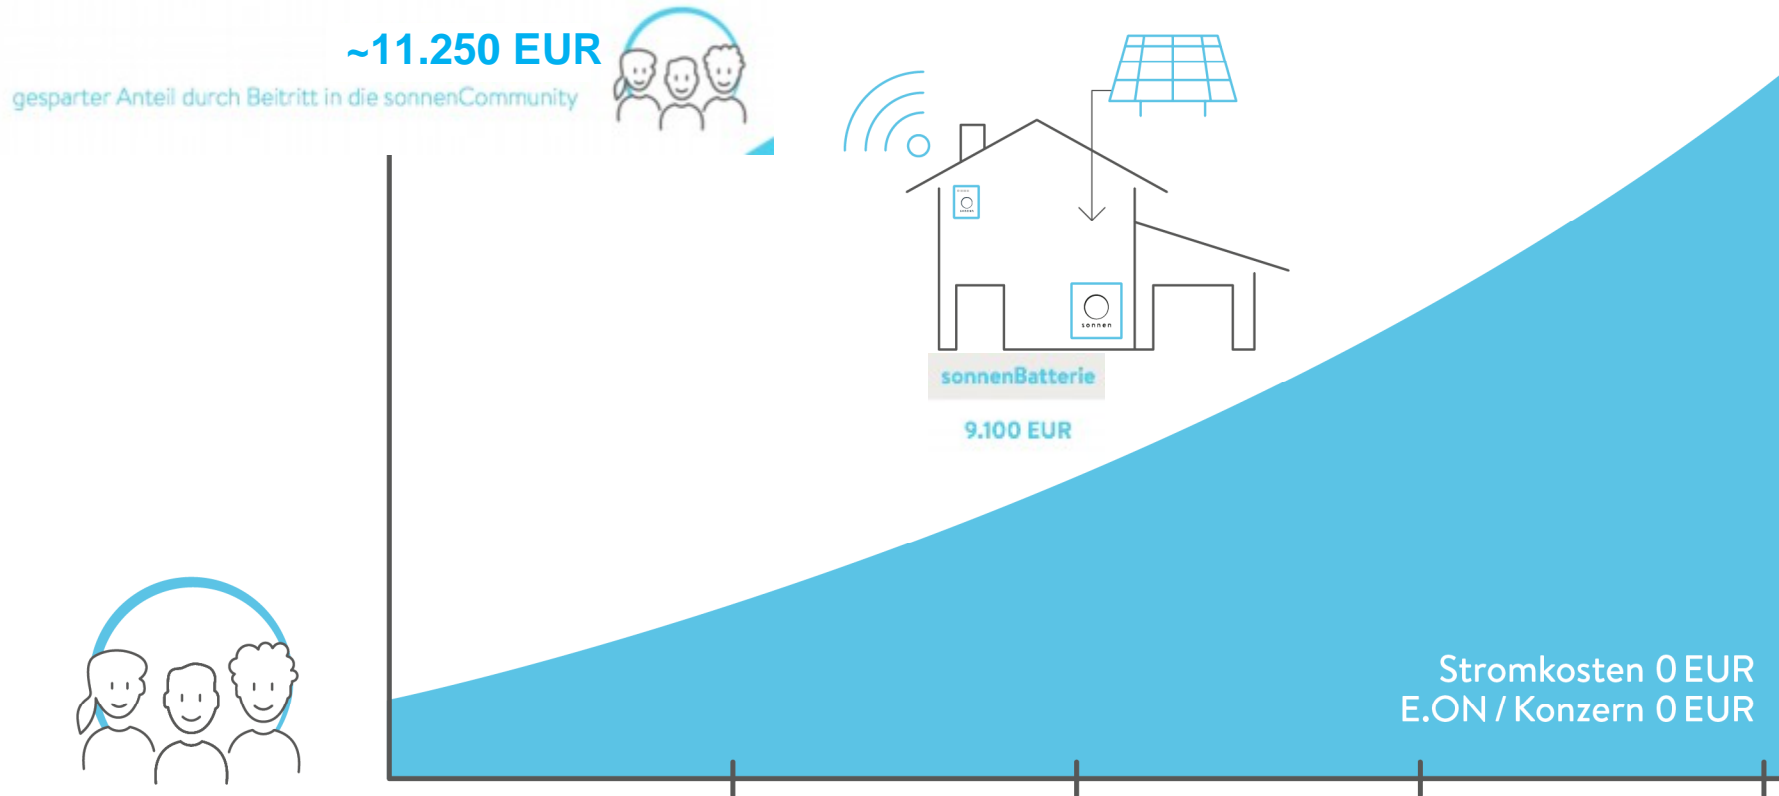 ~11.250 EUR
gesparter Anteil durch Beitritt in die sonnenCommunity
sonnen
sonnenBatterie
9.100 EUR
Stromkosten 0 EUR
E.ON / Konzern 0 EUR